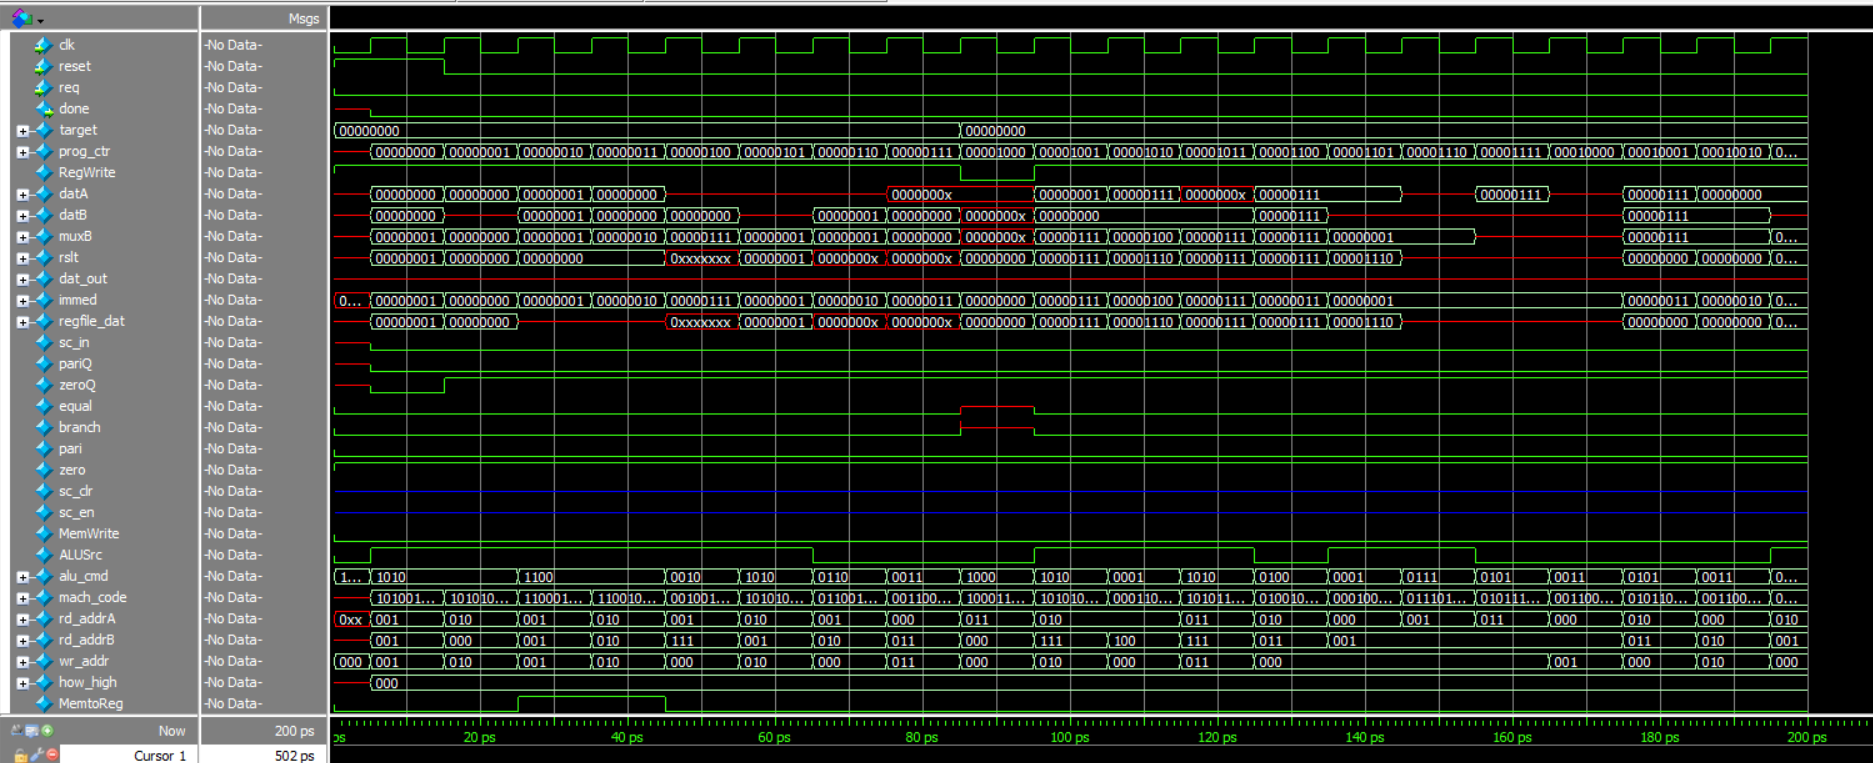 Msgs
clk -No Data-
reset -No Data-
req -No Data-
done -No Data-
target -No Data- 00000000 00000000
prog_ctr -No Data- 00000000 00000001 00000010 00000011 00000100 00000101 00000110 00000111 00001000 00001001 00001010 00001011 00001100 00001101 00001110 00001111 00010000 00010001 00010010 0...
RegWrite -No Data-
datA -No Data- 00000000 00000000 00000001 00000000 0000000x 00000001 00000111 0000000x 00000111 00000111 00000111 00000000
datB -No Data- 00000000 00000001 00000000 00000000 00000001 00000000 0000000x 00000000 00000111 00000111
muxB -No Data- 00000001 00000000 00000001 00000010 00000111 00000001 00000001 00000000 0000000x 00000111 00000100 00000111 00000111 00000001 00000111 0...
rslt -No Data- 00000001 00000000 00000000 0xxxxxxx 00000001 0000000x 0000000x 00000000 00000111 00001110 00000111 00000111 00001110 00000000 00000000 0...
dat_out -No Data-
immed -No Data- 0... 00000001 00000000 00000001 00000010 00000111 00000001 00000010 00000011 00000000 00000111 00000100 00000111 00000011 00000001 00000011 00000010 0...
regfile_dat -No Data- 00000001 00000000 0xxxxxxx 00000001 0000000x 0000000x 00000000 00000111 00001110 00000111 00000111 00001110 00000000 00000000 0...
sc_in -No Data-
pariQ -No Data-
zeroQ -No Data-
equal -No Data-
branch -No Data-
pari -No Data-
zero -No Data-
sc_clr -No Data-
sc_en -No Data-
MemWrite -No Data-
ALUSrc -No Data-
alu_cmd -No Data- 1... 1010 1100 0010 1010 0110 0011 1000 1010 0001 1010 0100 0001 0111 0101 0011 0101 0011 0...
mach_code -No Data- 101001... 101010... 110001... 110010... 001001... 101010... 011001... 001100... 100011... 101010... 000110... 101011... 010010... 000100... 011101... 010111... 001100... 010110... 001100... 0...
rd_addrA -No Data- 0xx 001 010 001 010 001 010 001 000 011 010 011 010 000 001 011 000 010 000 010
rd_addrB -No Data- 001 000 001 010 111 001 010 011 000 111 100 111 011 001 011 010 001
wr_addr -No Data- 000 001 010 001 010 000 010 000 011 000 010 000 011 000 001 000 010 000
how_high -No Data- 000
MemtoReg -No Data-
Now 200 ps ps 20 ps 40 ps 60 ps 80 ps 100 ps 120 ps 140 ps 160 ps 180 ps 200 ps
Cursor 1 502 ps